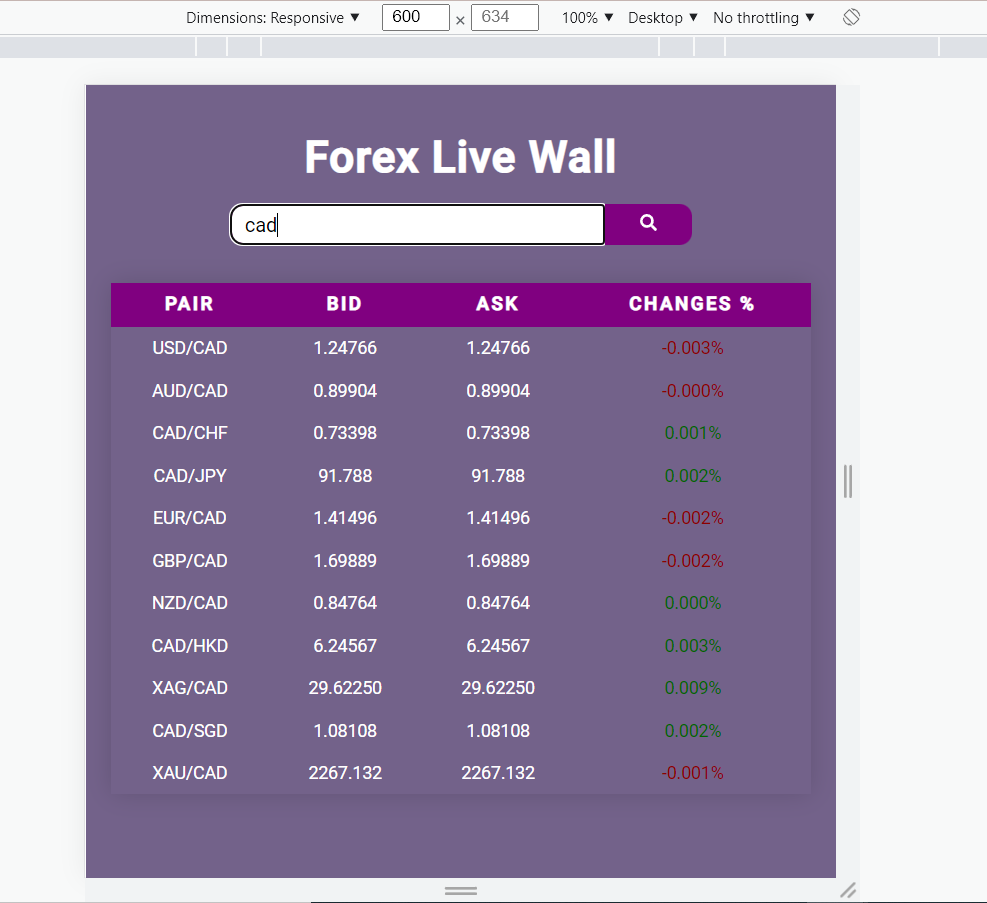 Dimensions: Responsive ▼ 600 × 634 100% ▼ Desktop ▼ No throttling ▼
Forex Live Wall
cad
PAIR BID ASK CHANGES %
USD/CAD 1.24766 1.24766 -0.003%
AUD/CAD 0.89904 0.89904 -0.000%
CAD/CHF 0.73398 0.73398 0.001%
CAD/JPY 91.788 91.788 0.002%
EUR/CAD 1.41496 1.41496 -0.002%
GBP/CAD 1.69889 1.69889 -0.002%
NZD/CAD 0.84764 0.84764 0.000%
CAD/HKD 6.24567 6.24567 0.003%
XAG/CAD 29.62250 29.62250 0.009%
CAD/SGD 1.08108 1.08108 0.002%
XAU/CAD 2267.132 2267.132 -0.001%